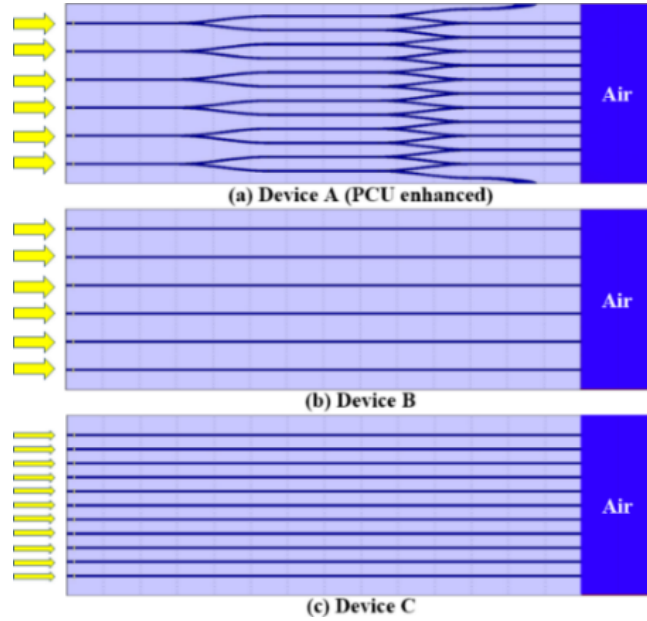 Air
(a) Device A (PCU enhanced)
Air
(b) Device B
Air
(c) Device C